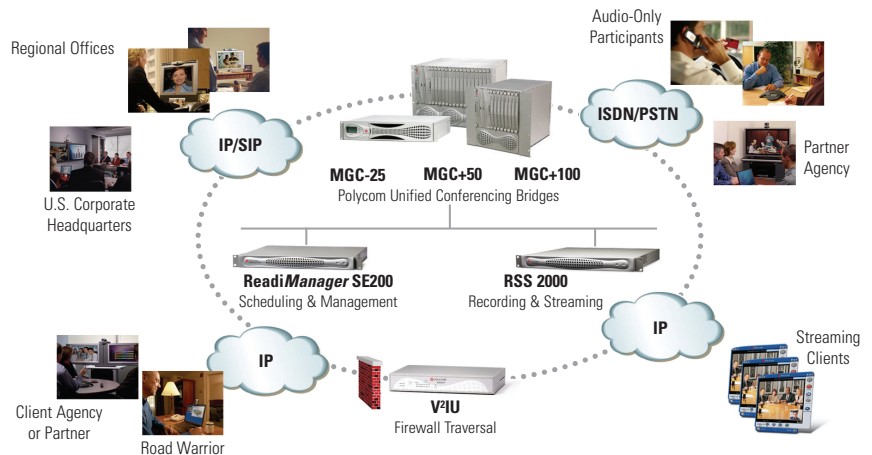 Regional Offices
Audio-Only
Participants
IP/SIP
ISDN/PSTN
MGC-25
MGC+50
MGC+100
Polycom Unified Conferencing Bridges
Partner
Agency
U.S. Corporate
Headquarters
ReadiManager SE200
Scheduling & Management
RSS 2000
Recording & Streaming
IP
IP
Streaming
Clients
V²IU
Firewall Traversal
Client Agency
or Partner
Road Warrior